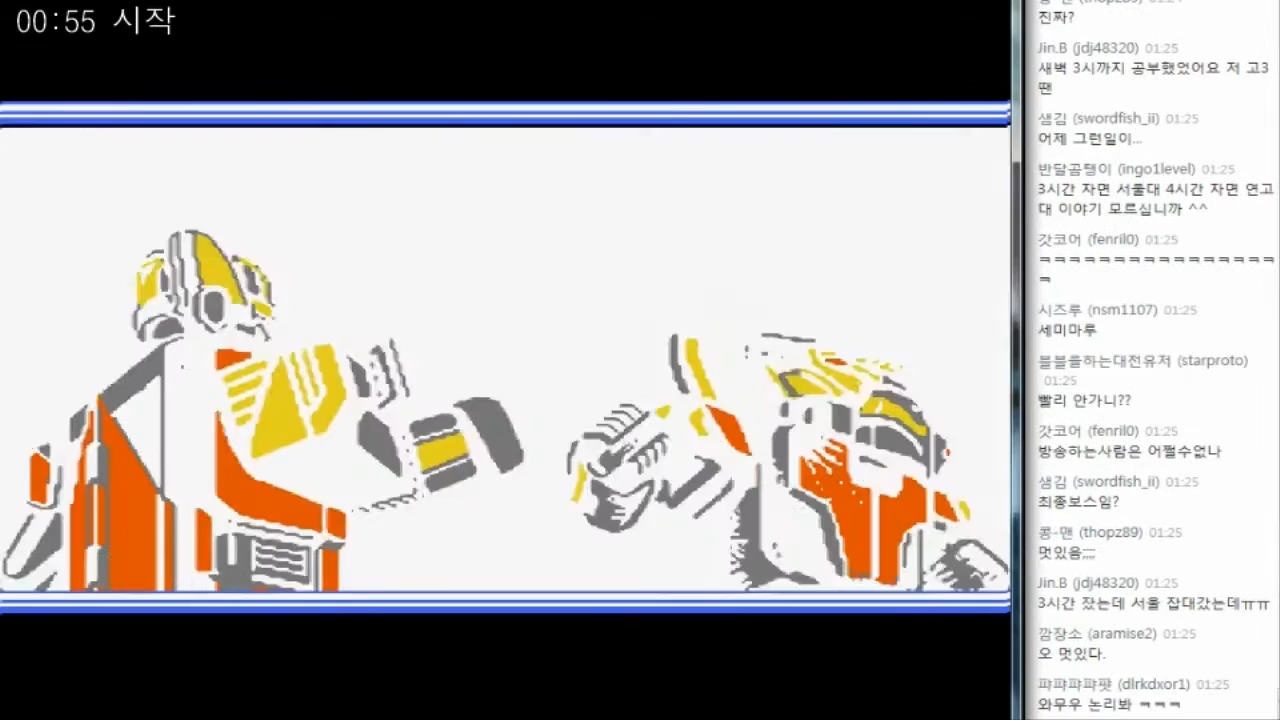 00:55 시작
진짜?
Jin.B (jdj48320) 01:25
새벽 3시까지 공부했었어요 저 고3
땐
샘김 (swordfish_ii) 01:25
어제 그런일이...
반달곰탱이 (ingo1level) 01:25
3시간 자면 서울대 4시간 자면 연고
대 이야기 모르십니까 ^^
갓코어 (fenril0) 01:25
ㅋㅋㅋㅋㅋㅋㅋㅋㅋㅋㅋㅋㅋㅋㅋㅋ
ㅋ
시즈루 (nsm1107) 01:25
세미마루
블블을하는대전유저 (starproto)
01:25
빨리 안가니??
갓코어 (fenril0) 01:25
방송하는사람은 어쩔수없나
샘김 (swordfish_ii) 01:25
최종보스임?
콩-맨 (thopz89) 01:25
멋있음;;;;
Jin.B (jdj48320) 01:25
3시간 잤는데 서울 잡대갔는데ㅠㅠ
깜장소 (aramise2) 01:25
오 멋있다.
퍄퍄퍄퍄퍗 (dlrkdxor1) 01:25
와무우 논리봐 ㅋㅋㅋ